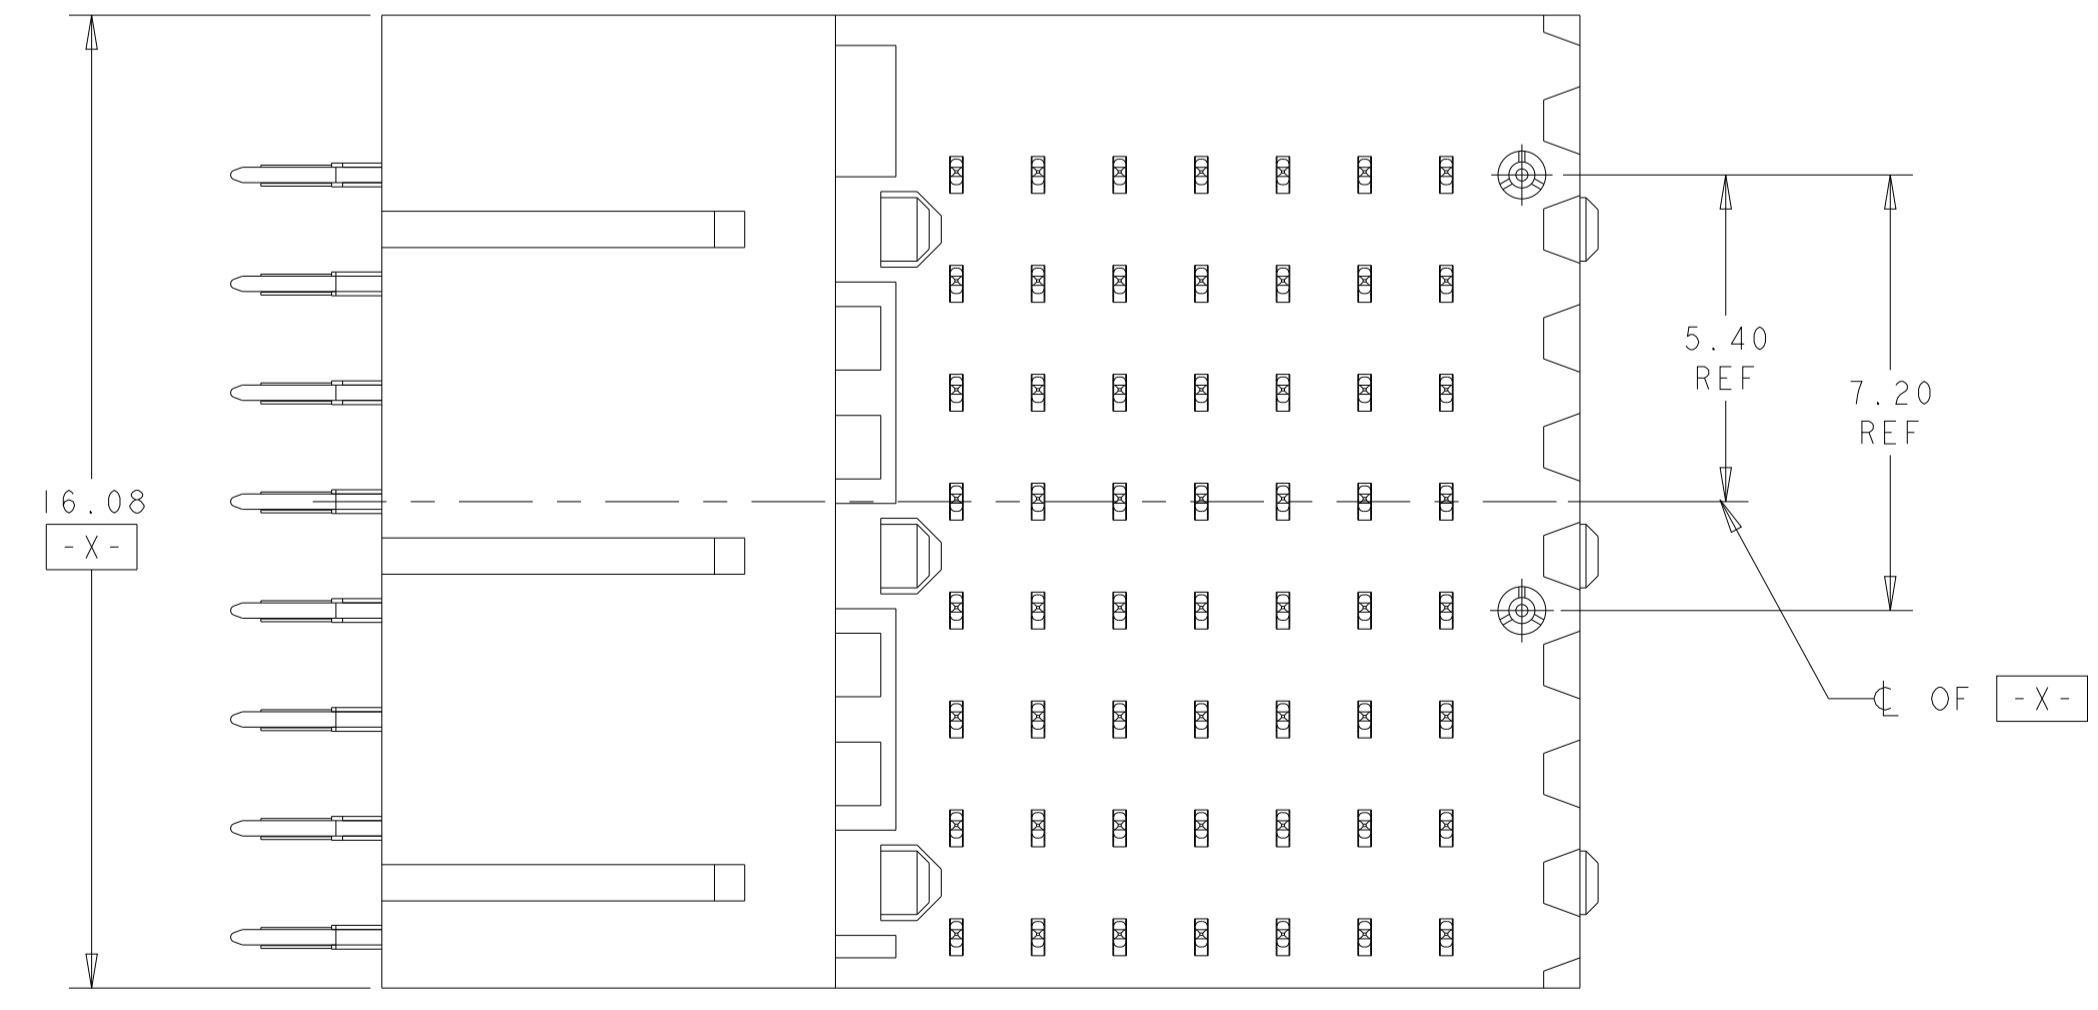 16.08
-X-
5.40
REF
7.20
REF
℄ OF -X-